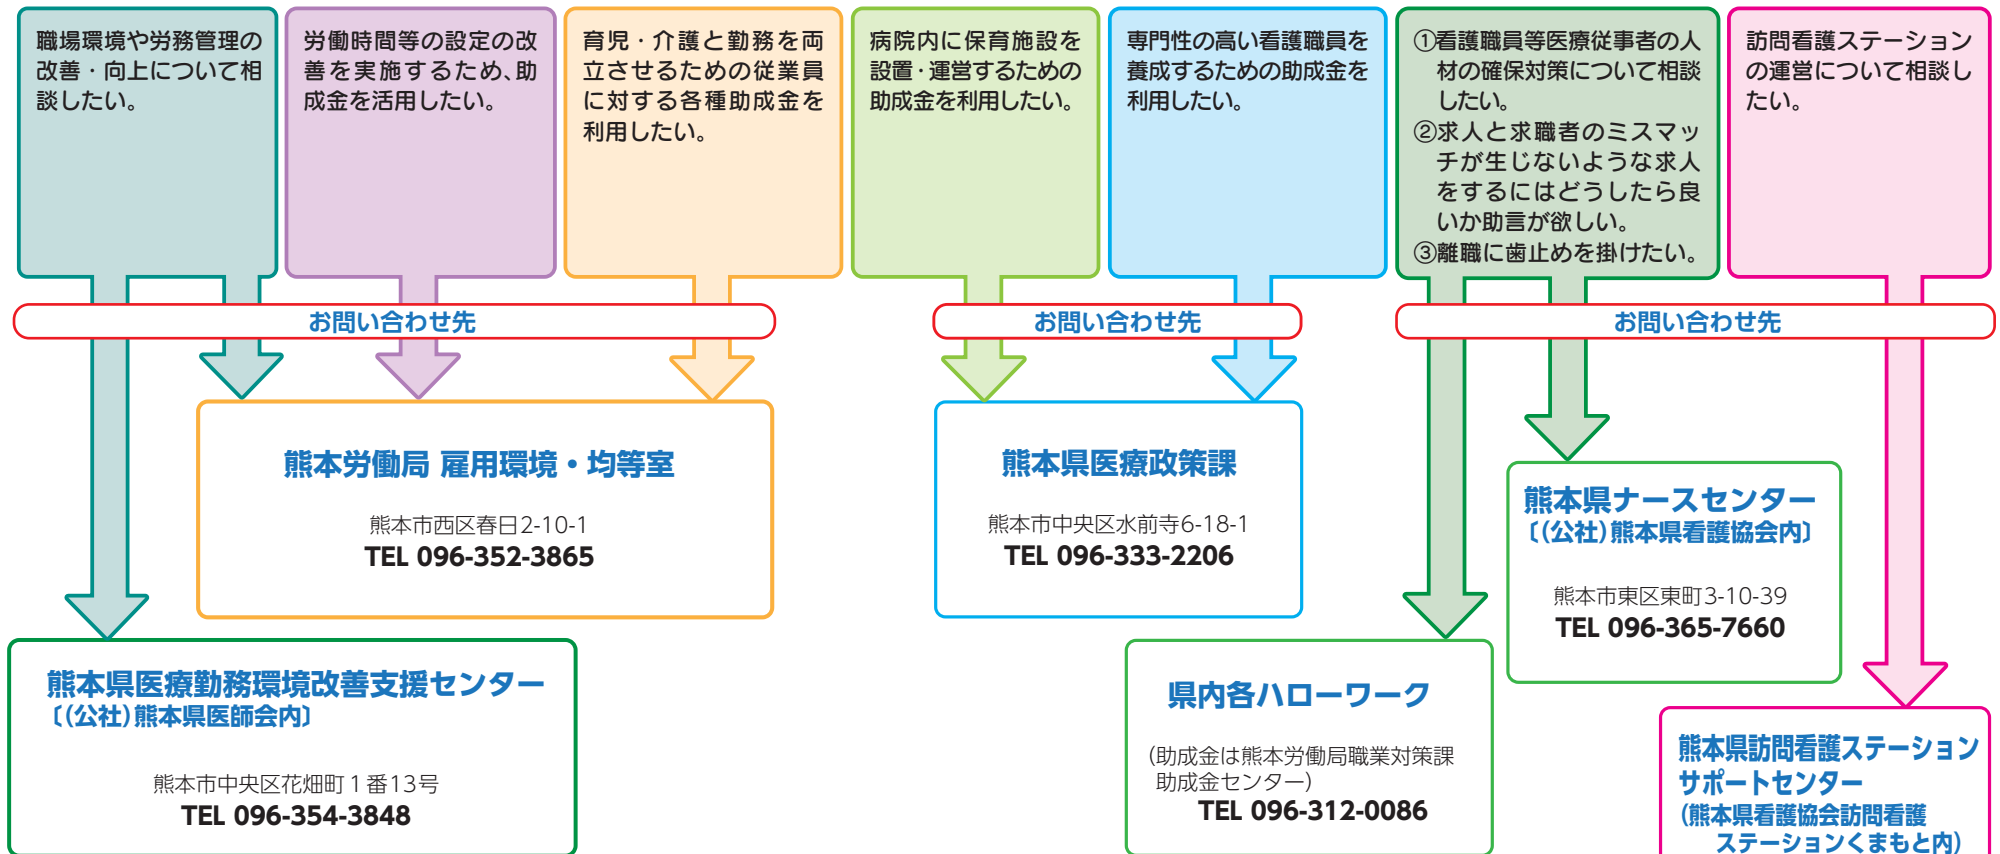 職場環境や労務管理の
改善・向上について相
談したい。
労働時間等の設定の改
善を実施するため、助
成金を活用したい。
育児・介護と勤務を両
立させるための従業員
に対する各種助成金を
利用したい。
病院内に保育施設を
設置・運営するための
助成金を利用したい。
専門性の高い看護職員を
養成するための助成金を
利用したい。
①看護職員等医療従事者の人
材の確保対策について相談
したい。
②求人と求職者のミスマッ
チが生じないような求人
をするにはどうしたら良
いか助言が欲しい。
③離職に歯止めを掛けたい。
訪問看護ステーション
の運営について相談し
たい。
お問い合わせ先
お問い合わせ先
お問い合わせ先
熊本労働局 雇用環境・均等室
熊本市西区春日2-10-1
TEL 096-352-3865
熊本県医療政策課
熊本市中央区水前寺6-18-1
TEL 096-333-2206
熊本県ナースセンター
〔(公社)熊本県看護協会内〕
熊本市東区東町3-10-39
TEL 096-365-7660
熊本県医療勤務環境改善支援センター
〔(公社)熊本県医師会内〕
熊本市中央区花畑町1番13号
TEL 096-354-3848
県内各ハローワーク
(助成金は熊本労働局職業対策課
助成金センター)
TEL 096-312-0086
熊本県訪問看護ステーション
サポートセンター
(熊本県看護協会訪問看護
ステーションくまもと内)